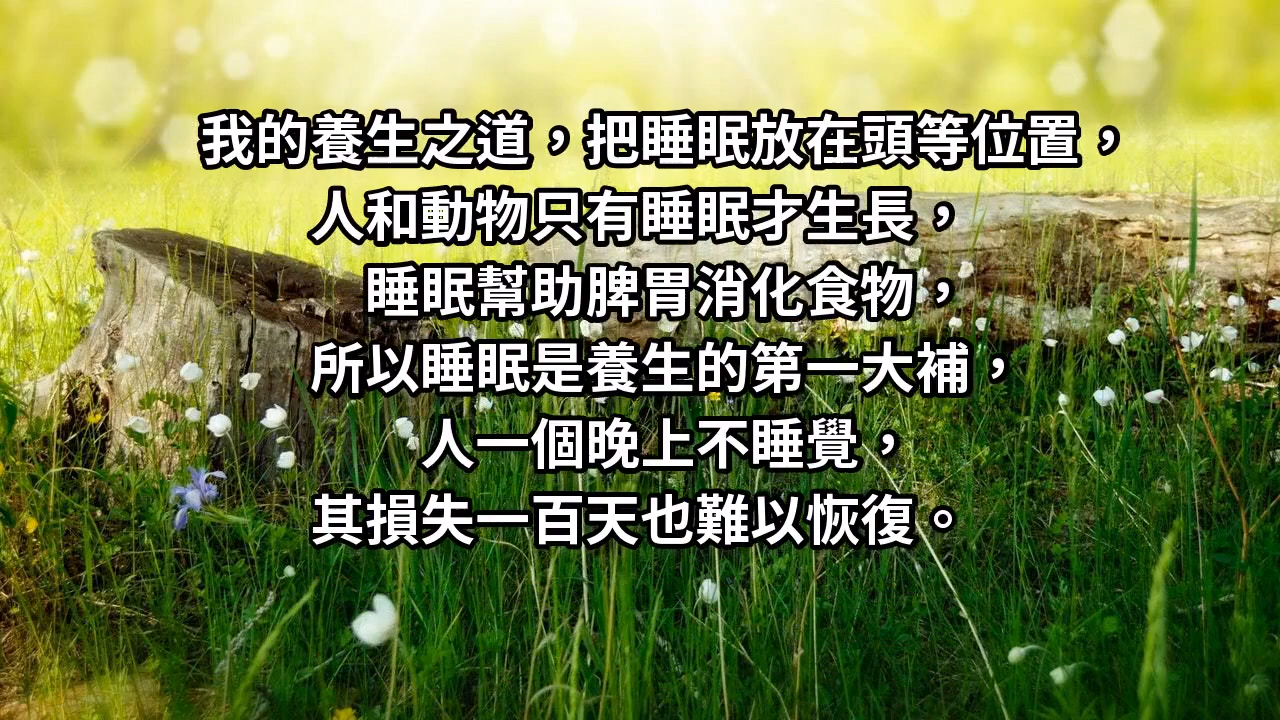 我的養生之道，把睡眠放在頭等位置，
人和動物只有睡眠才生長，
睡眠幫助脾胃消化食物，
所以睡眠是養生的第一大補，
人一個晚上不睡覺，
其損失一百天也難以恢復。